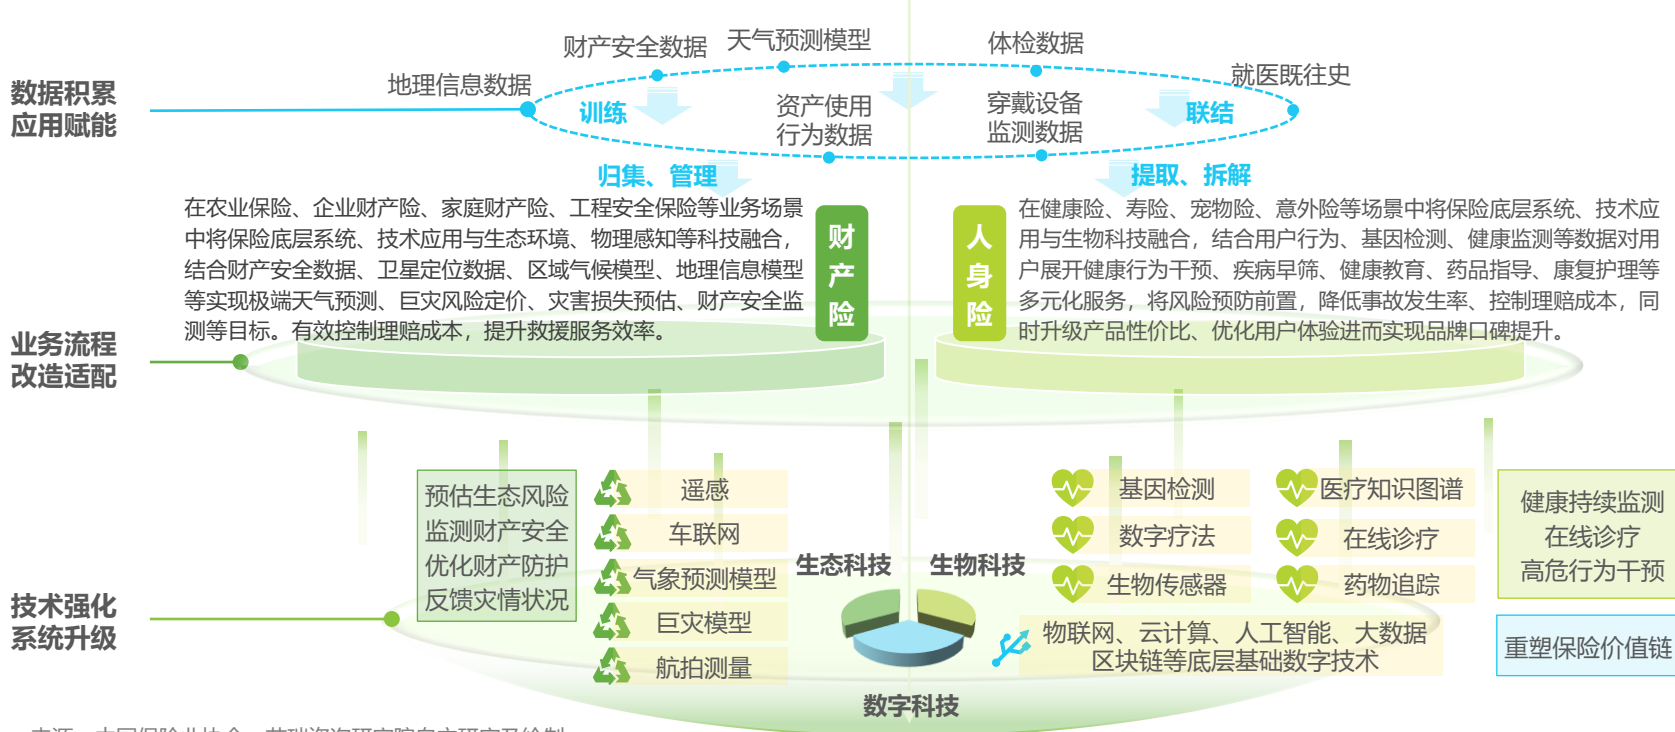 财产安全数据
天气预测模型
体检数据
地理信息数据
就医既往史
数据积累
应用赋能
训练
资产使用
行为数据
穿戴设备
监测数据
联结
归集、管理
提取、拆解
在农业保险、企业财产险、家庭财产险、工程安全保险等业务场景
中将保险底层系统、技术应用与生态环境、物理感知等科技融合，
结合财产安全数据、卫星定位数据、区域气候模型、地理信息模型
等实现极端天气预测、巨灾风险定价、灾害损失预估、财产安全监
测等目标。有效控制理赔成本，提升救援服务效率。
财
产
险
人
身
险
在健康险、寿险、宠物险、意外险等场景中将保险底层系统、技术应
用与生物科技融合，结合用户行为、基因检测、健康监测等数据对用
户展开健康行为干预、疾病早筛、健康教育、药品指导、康复护理等
多元化服务，将风险预防前置，降低事故发生率、控制理赔成本，同
时升级产品性价比、优化用户体验进而实现品牌口碑提升。
业务流程
改造适配
预估生态风险
监测财产安全
优化财产防护
反馈灾情状况
遥感
车联网
气象预测模型
巨灾模型
航拍测量
生态科技
生物科技
数字科技
基因检测
医疗知识图谱
数字疗法
在线诊疗
生物传感器
药物追踪
物联网、云计算、人工智能、大数据
区块链等底层基础数字技术
健康持续监测
在线诊疗
高危行为干预
重塑保险价值链
技术强化
系统升级